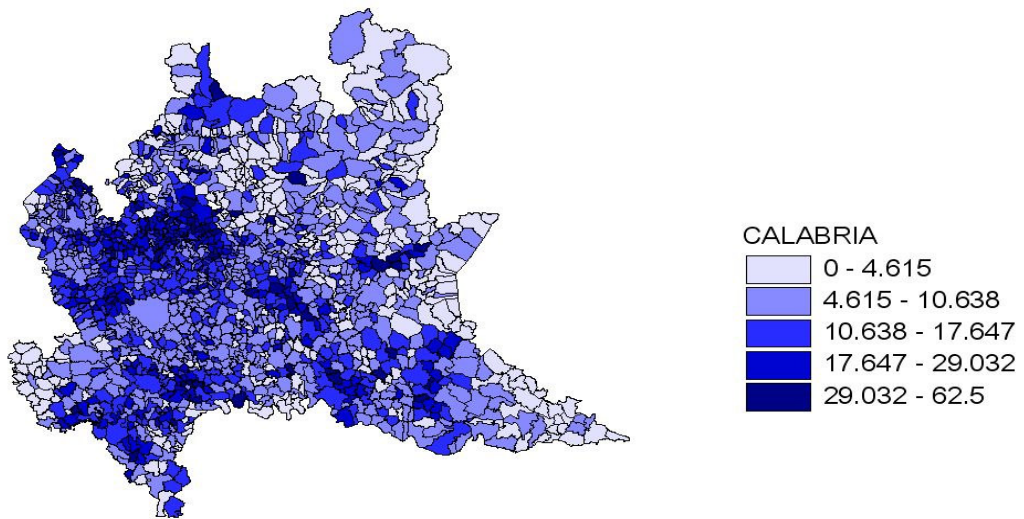 CALABRIA
0 - 4.615
4.615 - 10.638
10.638 - 17.647
17.647 - 29.032
29.032 - 62.5